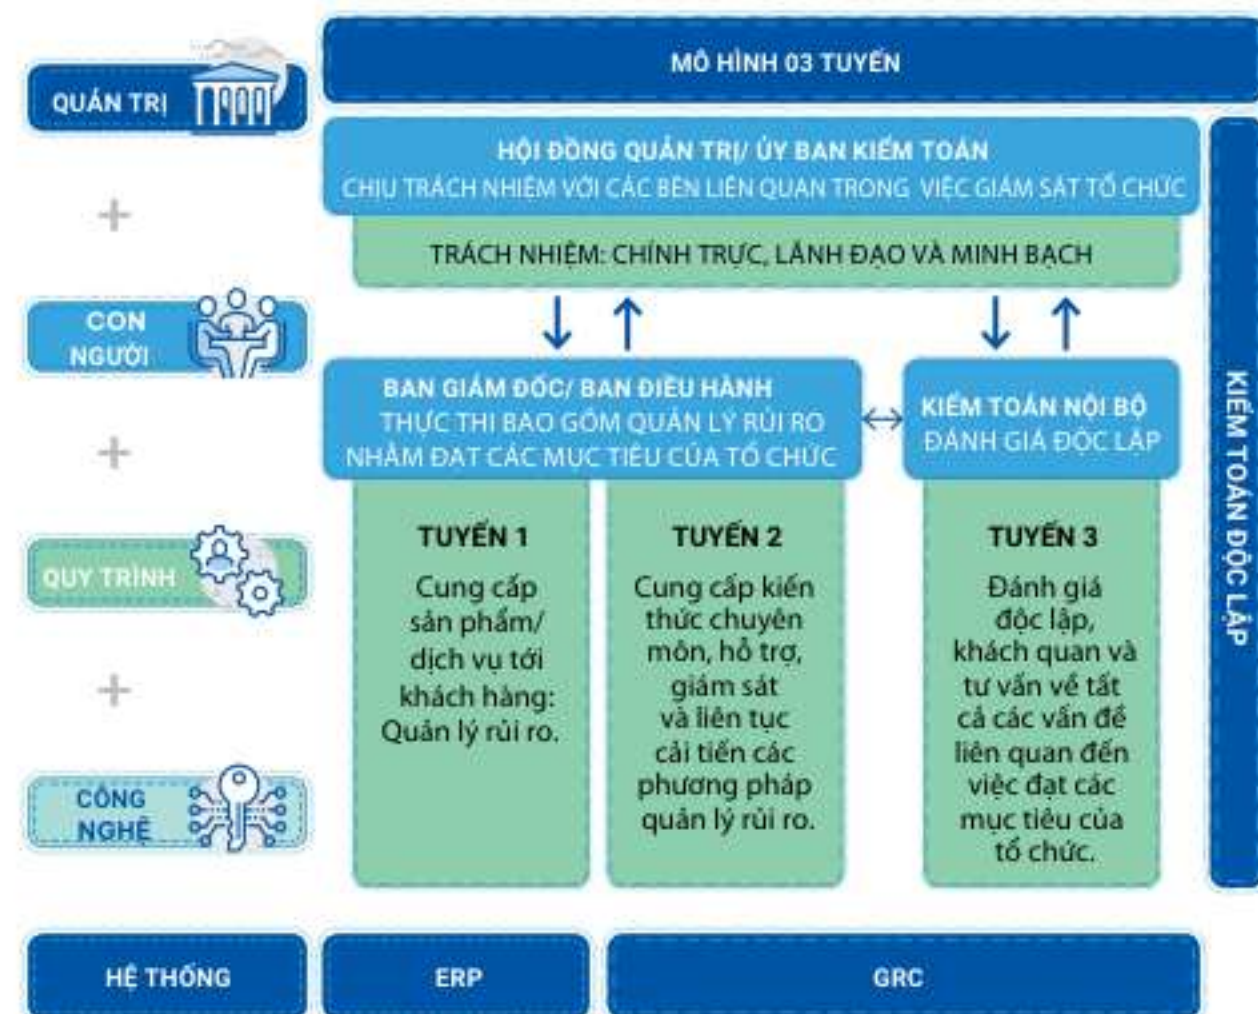 QUẢN TRỊ
+
CON
NGƯỜI
+
QUY TRÌNH
+
CÔNG
NGHỆ
MÔ HÌNH 03 TUYẾN
HỘI ĐỒNG QUẢN TRỊ/ ỦY BAN KIỂM TOÁN
CHỊU TRÁCH NHIỆM VỚI CÁC BÊN LIÊN QUAN TRONG VIỆC GIÁM SÁT TỔ CHỨC
TRÁCH NHIỆM: CHÍNH TRỰC, LÃNH ĐẠO VÀ MINH BẠCH
BAN GIÁM ĐỐC/ BAN ĐIỀU HÀNH
THỰC THI BAO GỒM QUẢN LÝ RỦI RO
NHẰM ĐẠT CÁC MỤC TIÊU CỦA TỔ CHỨC
KIỂM TOÁN NỘI BỘ
ĐÁNH GIÁ ĐỘC LẬP
TUYẾN 1
Cung cấp
sản phẩm/
dịch vụ tới
khách hàng:
Quản lý rủi ro.
TUYẾN 2
Cung cấp kiến
thức chuyên
môn, hỗ trợ,
giám sát
và liên tục
cải tiến các
phương pháp
quản lý rủi ro.
TUYẾN 3
Đánh giá
độc lập,
khách quan và
tư vấn về tất
cả các vấn đề
liên quan đến
việc đạt các
mục tiêu của
tổ chức.
KIỂM TOÁN ĐỘC LẬP
HỆ THỐNG
ERP
GRC